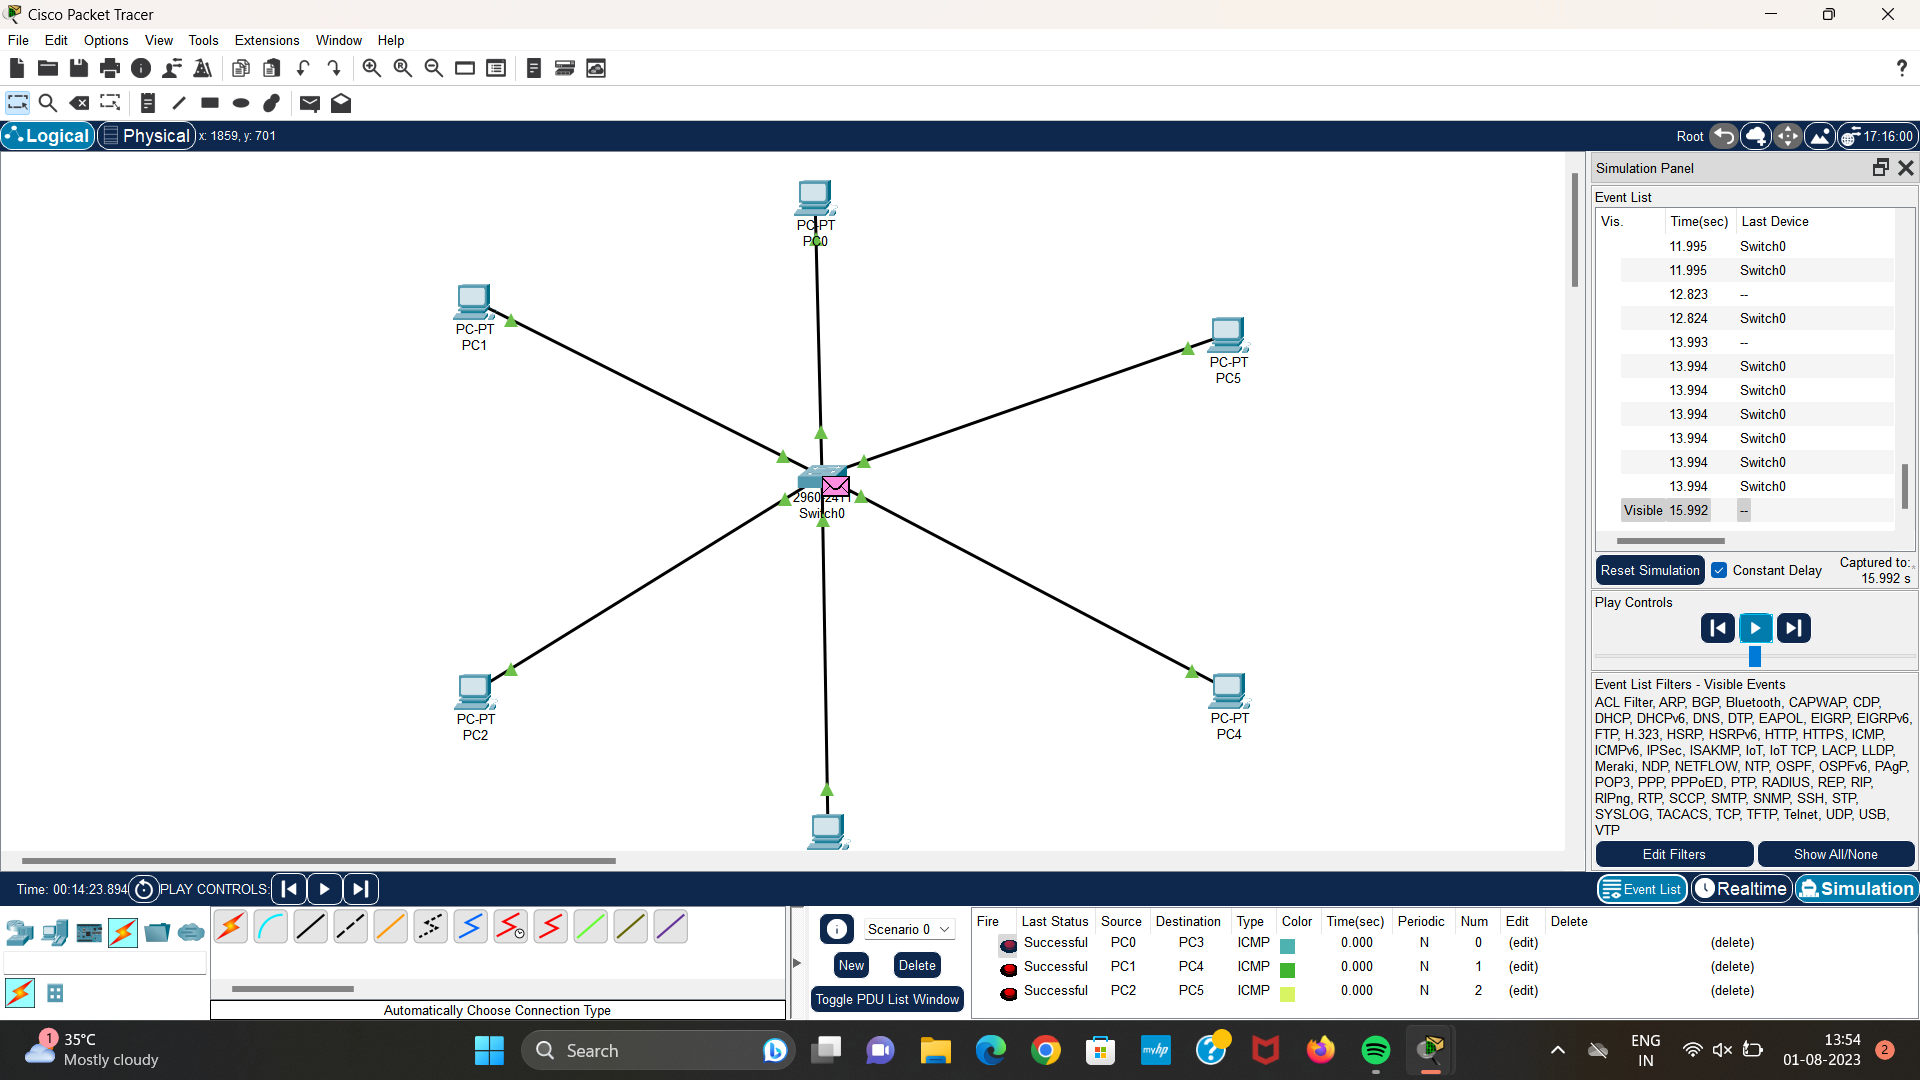 Cisco Packet Tracer
File Edit Options View Tools Extensions Window Help
?
Logical Physical x: 1859, y: 701 Root 17:16:00
Simulation Panel
Event List
Vis. Time(sec) Last Device
11.995 Switch0
11.995 Switch0
12.823 --
12.824 Switch0
13.993 --
13.994 Switch0
13.994 Switch0
13.994 Switch0
13.994 Switch0
13.994 Switch0
13.994 Switch0
Visible 15.992 --
Reset Simulation Constant Delay Captured to:
15.992 s
Play Controls
Event List Filters - Visible Events
ACL Filter, ARP, BGP, Bluetooth, CAPWAP, CDP,
DHCP, DHCPv6, DNS, DTP, EAPOL, EIGRP, EIGRPv6,
FTP, H.323, HSRP, HSRPv6, HTTP, HTTPS, ICMP,
ICMPv6, IPSec, ISAKMP, IoT, IoT TCP, LACP, LLDP,
Meraki, NDP, NETFLOW, NTP, OSPF, OSPFv6, PAgP,
POP3, PPP, PPPoED, PTP, RADIUS, REP, RIP,
RIPng, RTP, SCCP, SMTP, SNMP, SSH, STP,
SYSLOG, TACACS, TCP, TFTP, Telnet, UDP, USB,
VTP
Edit Filters Show All/None
PC-PT
PC0
PC-PT
PC1
PC-PT
PC5
Switch0
PC-PT
PC2
PC-PT
PC4
Time: 00:14:23.894 PLAY CONTROLS: Event List Realtime Simulation
Scenario 0
New Delete
Toggle PDU List Window
Automatically Choose Connection Type
Fire Last Status Source Destination Type Color Time(sec) Periodic Num Edit Delete
Successful PC0 PC3 ICMP 0.000 N 0 (edit) (delete)
Successful PC1 PC4 ICMP 0.000 N 1 (edit) (delete)
Successful PC2 PC5 ICMP 0.000 N 2 (edit) (delete)
1 35°C
Mostly cloudy
Search
myhp
?
ENG
IN
13:54
01-08-2023
2